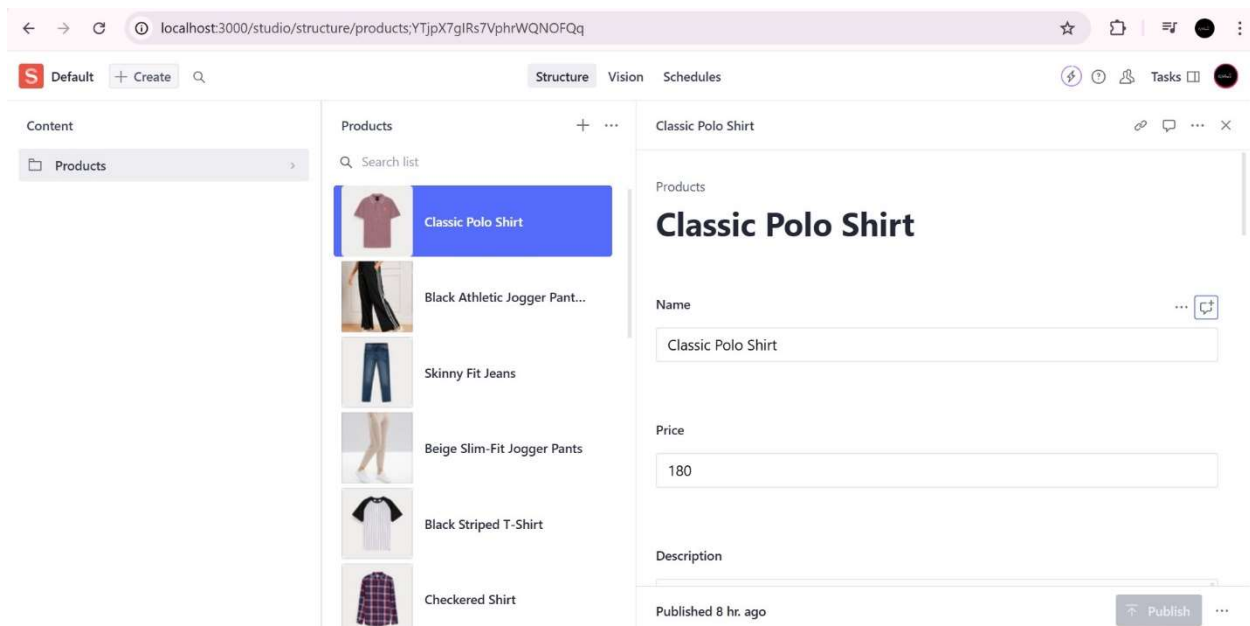 localhost:3000/studio/structure/products;YTjpX7gIRs7VphrWQNOFQq
S Default + Create Structure Vision Schedules Tasks
Content
Products
Products
Search list
Classic Polo Shirt
Black Athletic Jogger Pant...
Skinny Fit Jeans
Beige Slim-Fit Jogger Pants
Black Striped T-Shirt
Checkered Shirt
Classic Polo Shirt
Products
Classic Polo Shirt
Name
Classic Polo Shirt
Price
180
Description
Published 8 hr. ago
Publish